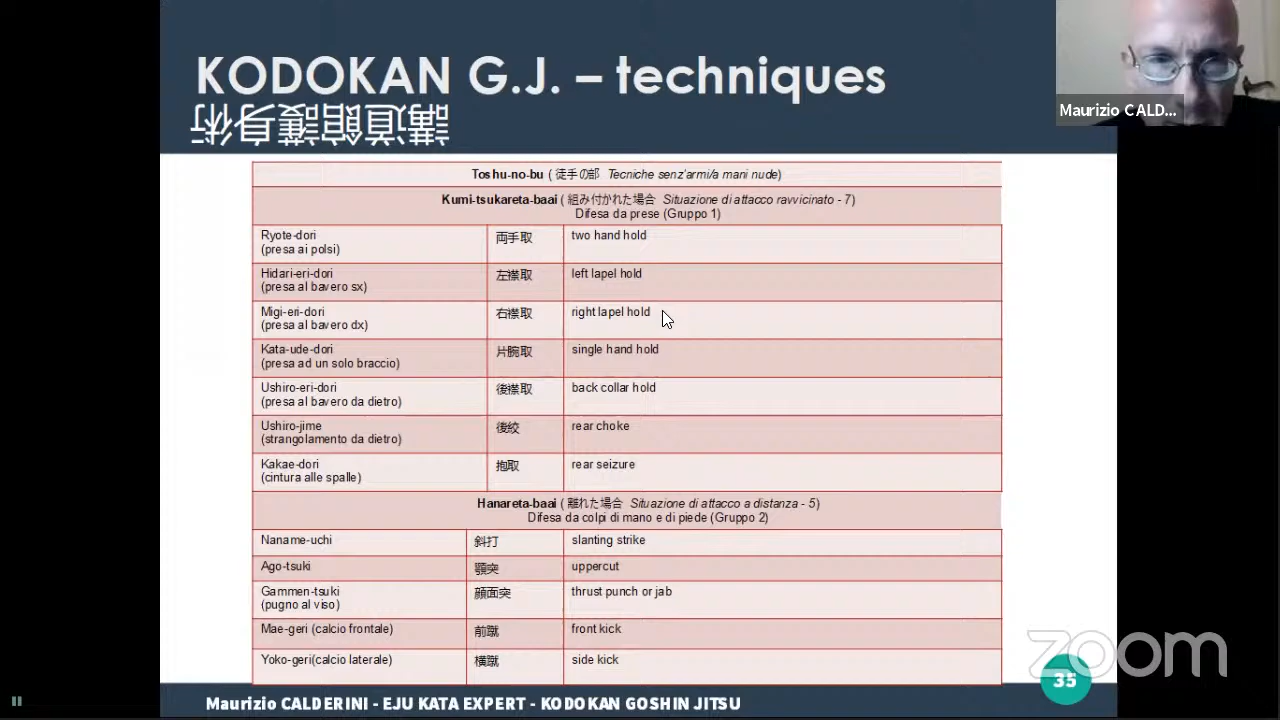 KODOKAN G.J. – techniques
講道館護身術
Maurizio CALD...
Toshu-no-bu ( 徒手の部 Tecniche senz'armi/a mani nude)
Kumi-tsukareta-baai ( 組み付かれた場合 Situazione di attacco ravvicinato - 7)
Difesa da prese (Gruppo 1)
Ryote-dori 両手取 two hand hold
(presa ai polsi)
Hidari-eri-dori 左襟取 left lapel hold
(presa al bavero sx)
Migi-eri-dori 右襟取 right lapel hold
(presa al bavero dx)
Kata-ude-dori 片腕取 single hand hold
(presa ad un solo braccio)
Ushiro-eri-dori 後襟取 back collar hold
(presa al bavero da dietro)
Ushiro-jime 後絞 rear choke
(strangolamento da dietro)
Kakae-dori 抱取 rear seizure
(cintura alle spalle)
Hanareta-baai ( 離れた場合 Situazione di attacco a distanza - 5)
Difesa da colpi di mano e di piede (Gruppo 2)
Naname-uchi 斜打 slanting strike
Ago-tsuki 顎突 uppercut
Gammen-tsuki 顔面突 thrust punch or jab
(pugno al viso)
Mae-geri (calcio frontale) 前蹴 front kick
Yoko-geri(calcio laterale) 横蹴 side kick
zoom
35
Maurizio CALDERINI - EJU KATA EXPERT - KODOKAN GOSHIN JITSU